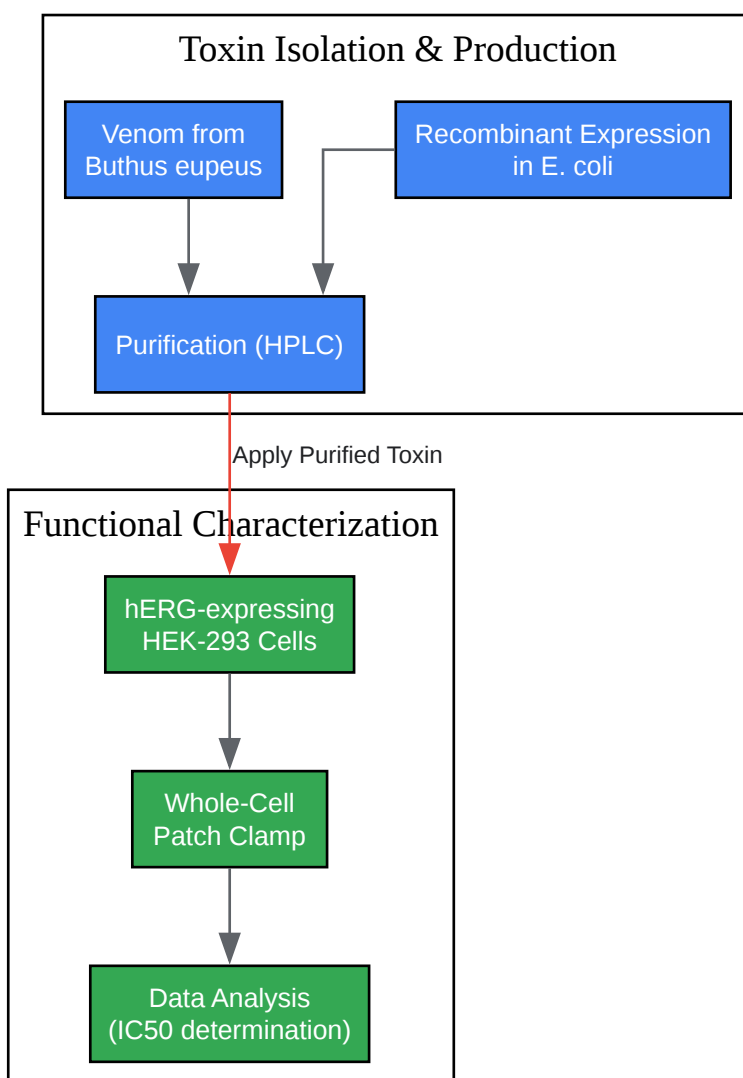 Toxin Isolation & Production
Venom from
Buthus eupeus
Recombinant Expression
in E. coli
Purification (HPLC)
Apply Purified Toxin
Functional Characterization
hERG-expressing
HEK-293 Cells
Whole-Cell
Patch Clamp
Data Analysis
(IC50 determination)